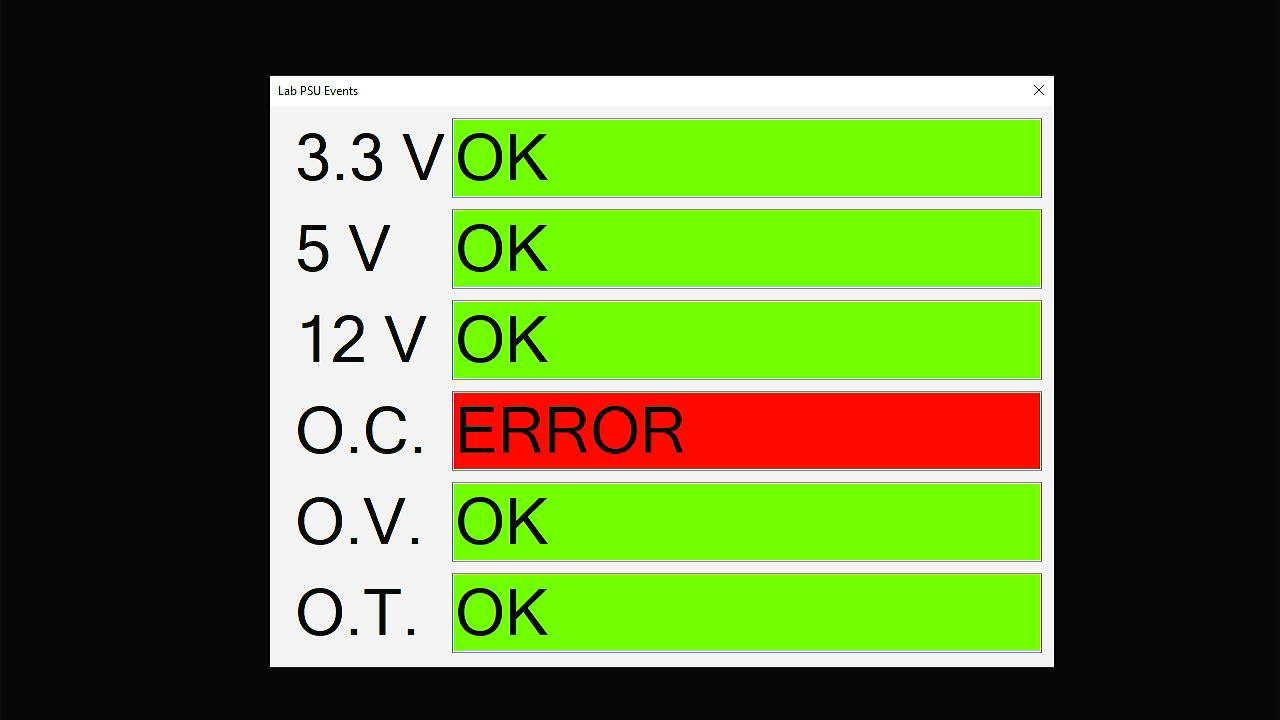 Lab PSU Events
3.3 V OK
5 V OK
12 V OK
O.C. ERROR
O.V. OK
O.T. OK